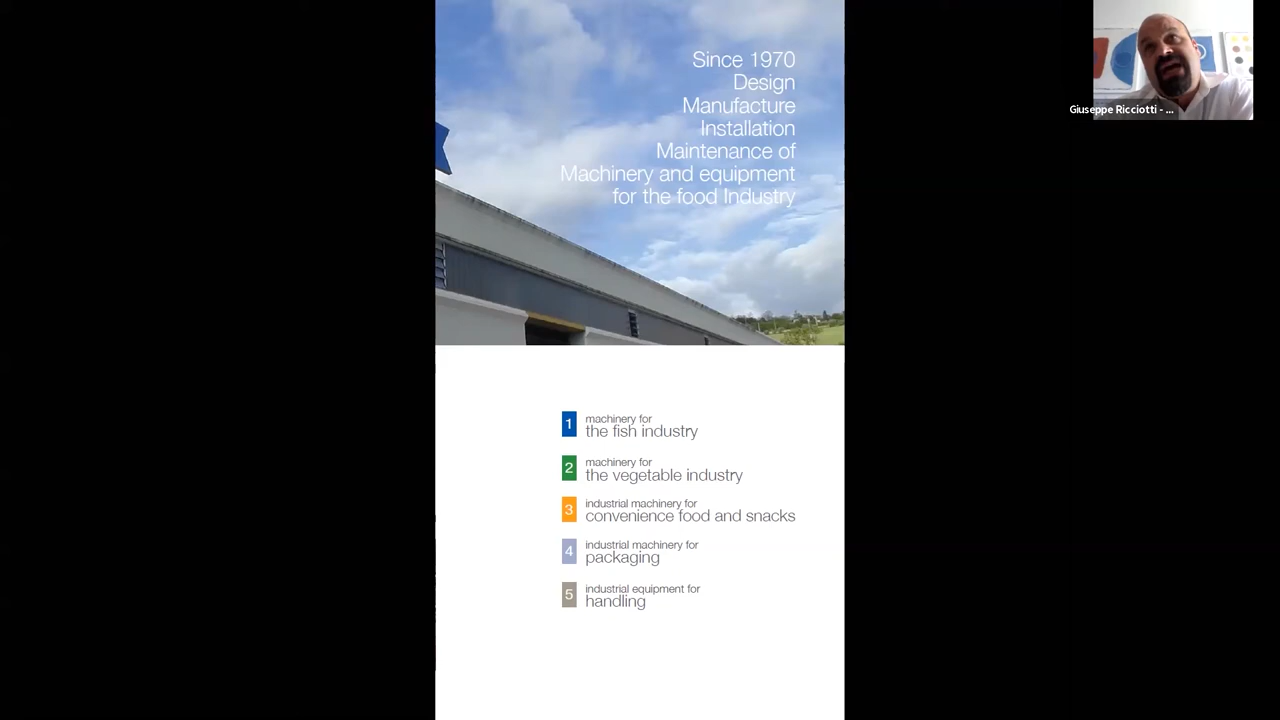 Since 1970
Design
Manufacture
Installation
Maintenance of
Machinery and equipment
for the food Industry
Giuseppe Ricciotti - ...
1
machinery for
the fish industry
2
machinery for
the vegetable industry
3
industrial machinery for
convenience food and snacks
4
industrial machinery for
packaging
5
industrial equipment for
handling